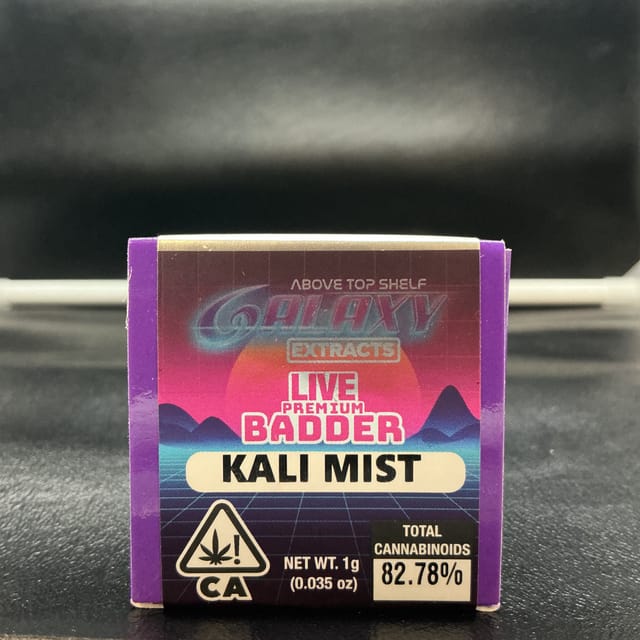 ABOVE TOP SHELF
GALAXY
EXTRACTS
LIVE
PREMIUM
BADDER
KALI MIST
!
CA
NET WT. 1g
(0.035 oz)
TOTAL
CANNABINOIDS
82.78%